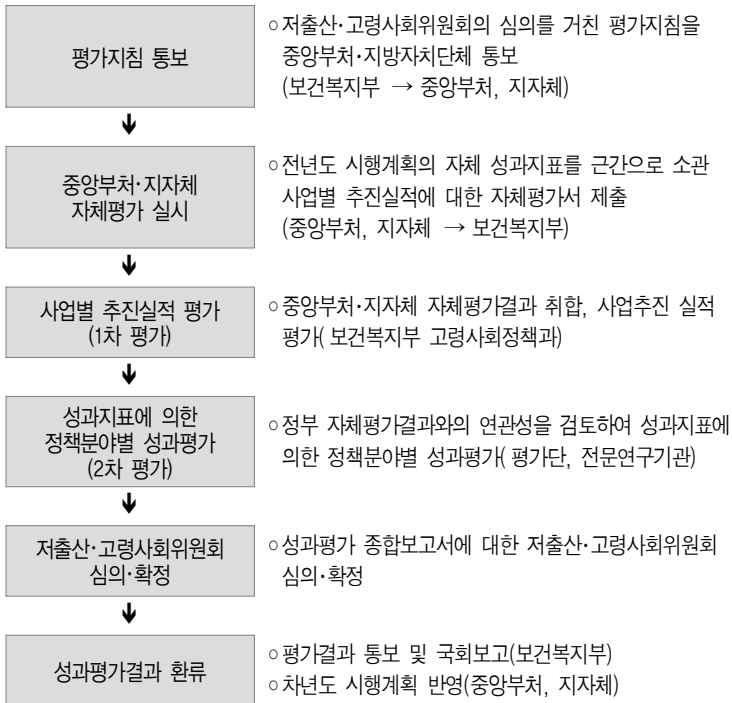 평가지침 통보
○저출산·고령사회위원회의 심의를 거친 평가지침을
중앙부처·지방자치단체 통보
(보건복지부 → 중앙부처, 지자체)
중앙부처·지자체
자체평가 실시
○전년도 시행계획의 자체 성과지표를 근간으로 소관
사업별 추진실적에 대한 자체평가서 제출
(중앙부처, 지자체 → 보건복지부)
사업별 추진실적 평가
(1차 평가)
○중앙부처·지자체 자체평가결과 취합, 사업추진 실적
평가( 보건복지부 고령사회정책과)
성과지표에 의한
정책분야별 성과평가
(2차 평가)
○정부 자체평가결과와의 연관성을 검토하여 성과지표에
의한 정책분야별 성과평가( 평가단, 전문연구기관)
저출산·고령사회위원회
심의·확정
○성과평가 종합보고서에 대한 저출산·고령사회위원회
심의·확정
성과평가결과 환류
○평가결과 통보 및 국회보고(보건복지부)
○차년도 시행계획 반영(중앙부처, 지자체)